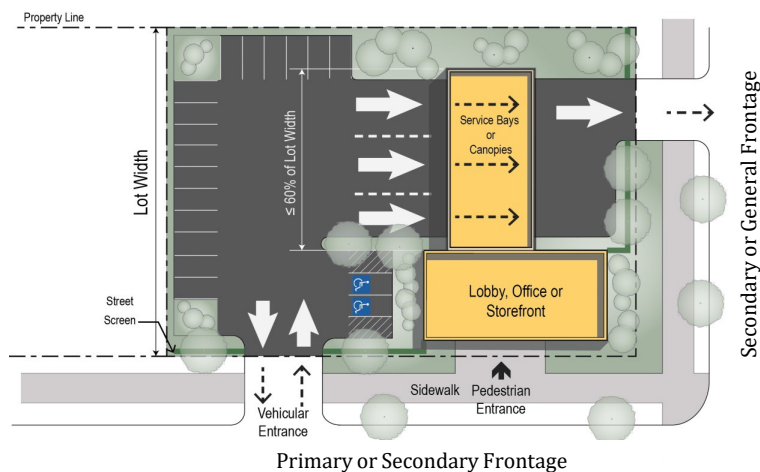 Property Line
Lot Width
≤ 60% of Lot Width
Service Bays
or
Canopies
Lobby, Office or
Storefront
Street
Screen
Sidewalk
Pedestrian
Entrance
Vehicular
Entrance
Secondary or General Frontage
Primary or Secondary Frontage